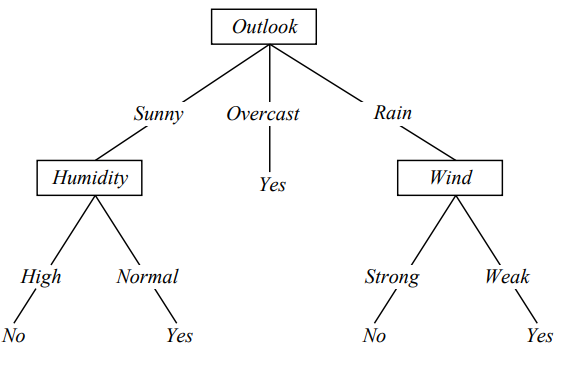 Outlook
Sunny Overcast Rain
Humidity Yes Wind
High Normal Strong Weak
No Yes No Yes